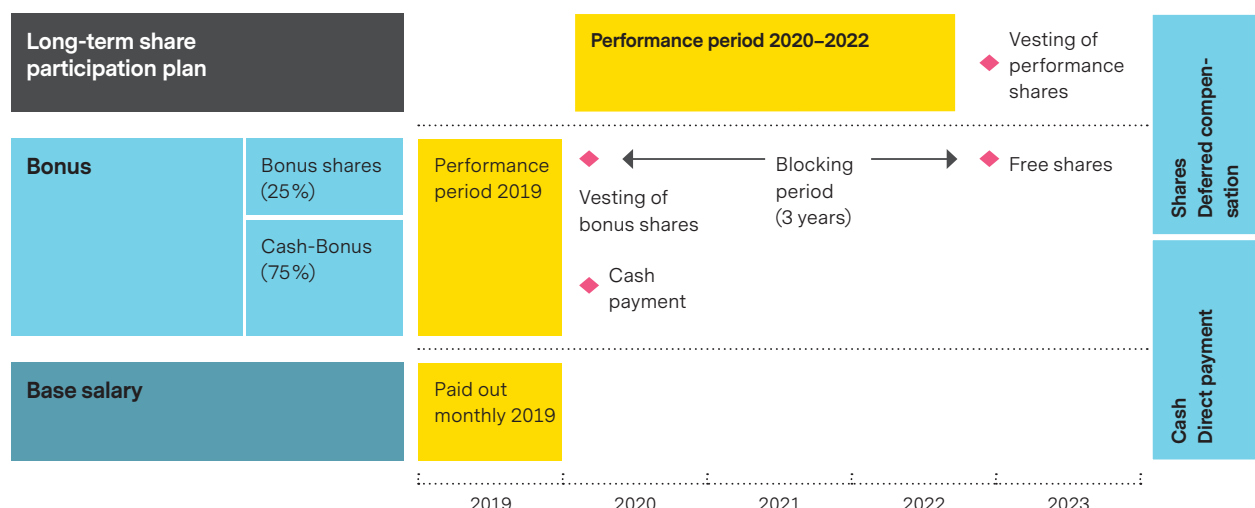 Long-term share
participation plan
Performance period 2020–2022
Vesting of
performance
shares
Bonus
Bonus shares
(25%)
Cash-Bonus
(75%)
Performance
period 2019
Vesting of
bonus shares
Blocking
period
(3 years)
Free shares
Cash
payment
Base salary
Paid out
monthly 2019
Shares
Deferred compen-
sation
Cash
Direct payment
2019 2020 2021 2022 2023